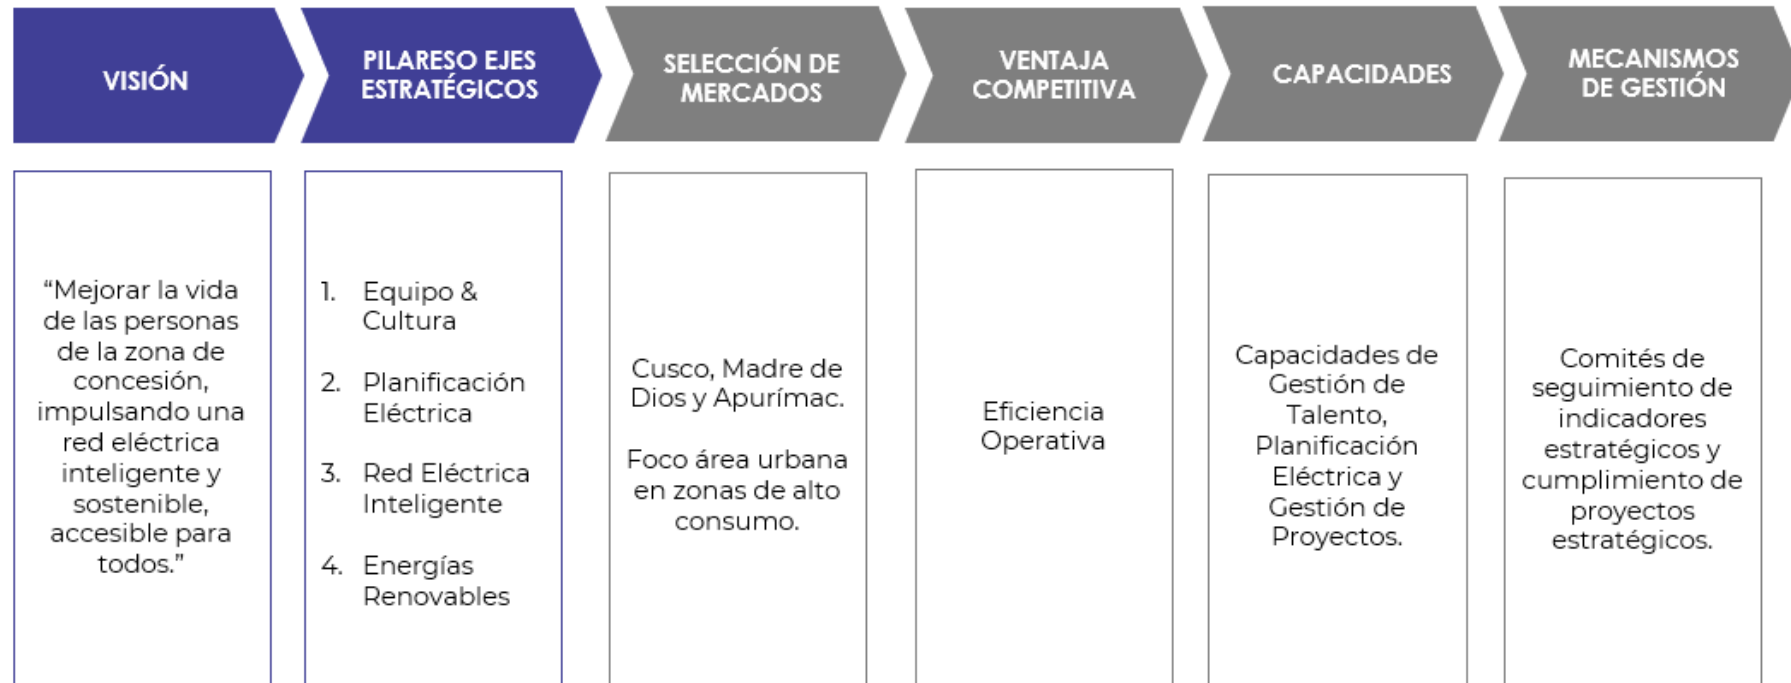 VISIÓN
PILARESO EJES
ESTRATÉGICOS
SELECCIÓN DE
MERCADOS
VENTAJA
COMPETITIVA
CAPACIDADES
MECANISMOS
DE GESTIÓN
“Mejorar la vida
de las personas
de la zona de
concesión,
impulsando una
red eléctrica
inteligente y
sostenible,
accesible para
todos.”
1. Equipo &
Cultura
2. Planificación
Eléctrica
3. Red Eléctrica
Inteligente
4. Energías
Renovables
Cusco, Madre de
Dios y Apurímac.
Foco área urbana
en zonas de alto
consumo.
Eficiencia
Operativa
Capacidades de
Gestión de
Talento,
Planificación
Eléctrica y
Gestión de
Proyectos.
Comités de
seguimiento de
indicadores
estratégicos y
cumplimiento de
proyectos
estratégicos.